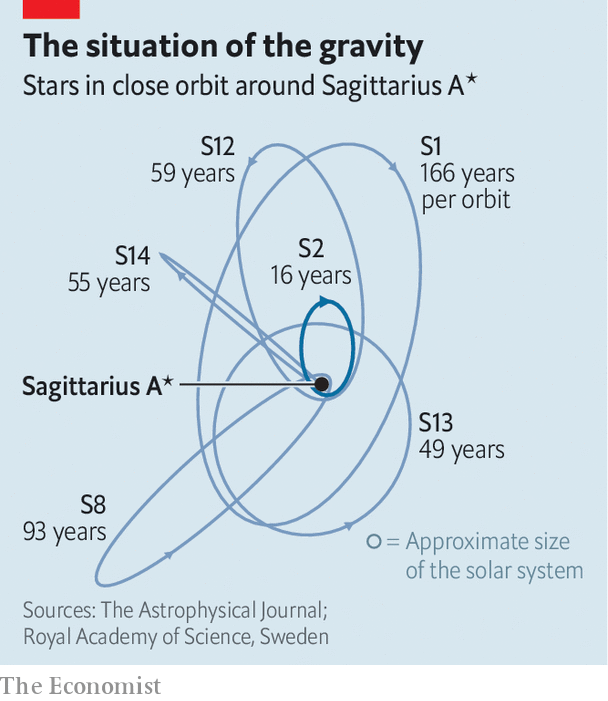 The situation of the gravity
Stars in close orbit around Sagittarius A★
S12
59 years
S1
166 years
per orbit
S14
55 years
S2
16 years
Sagittarius A★
S13
49 years
S8
93 years
= Approximate size
of the solar system
Sources: The Astrophysical Journal;
Royal Academy of Science, Sweden
The Economist